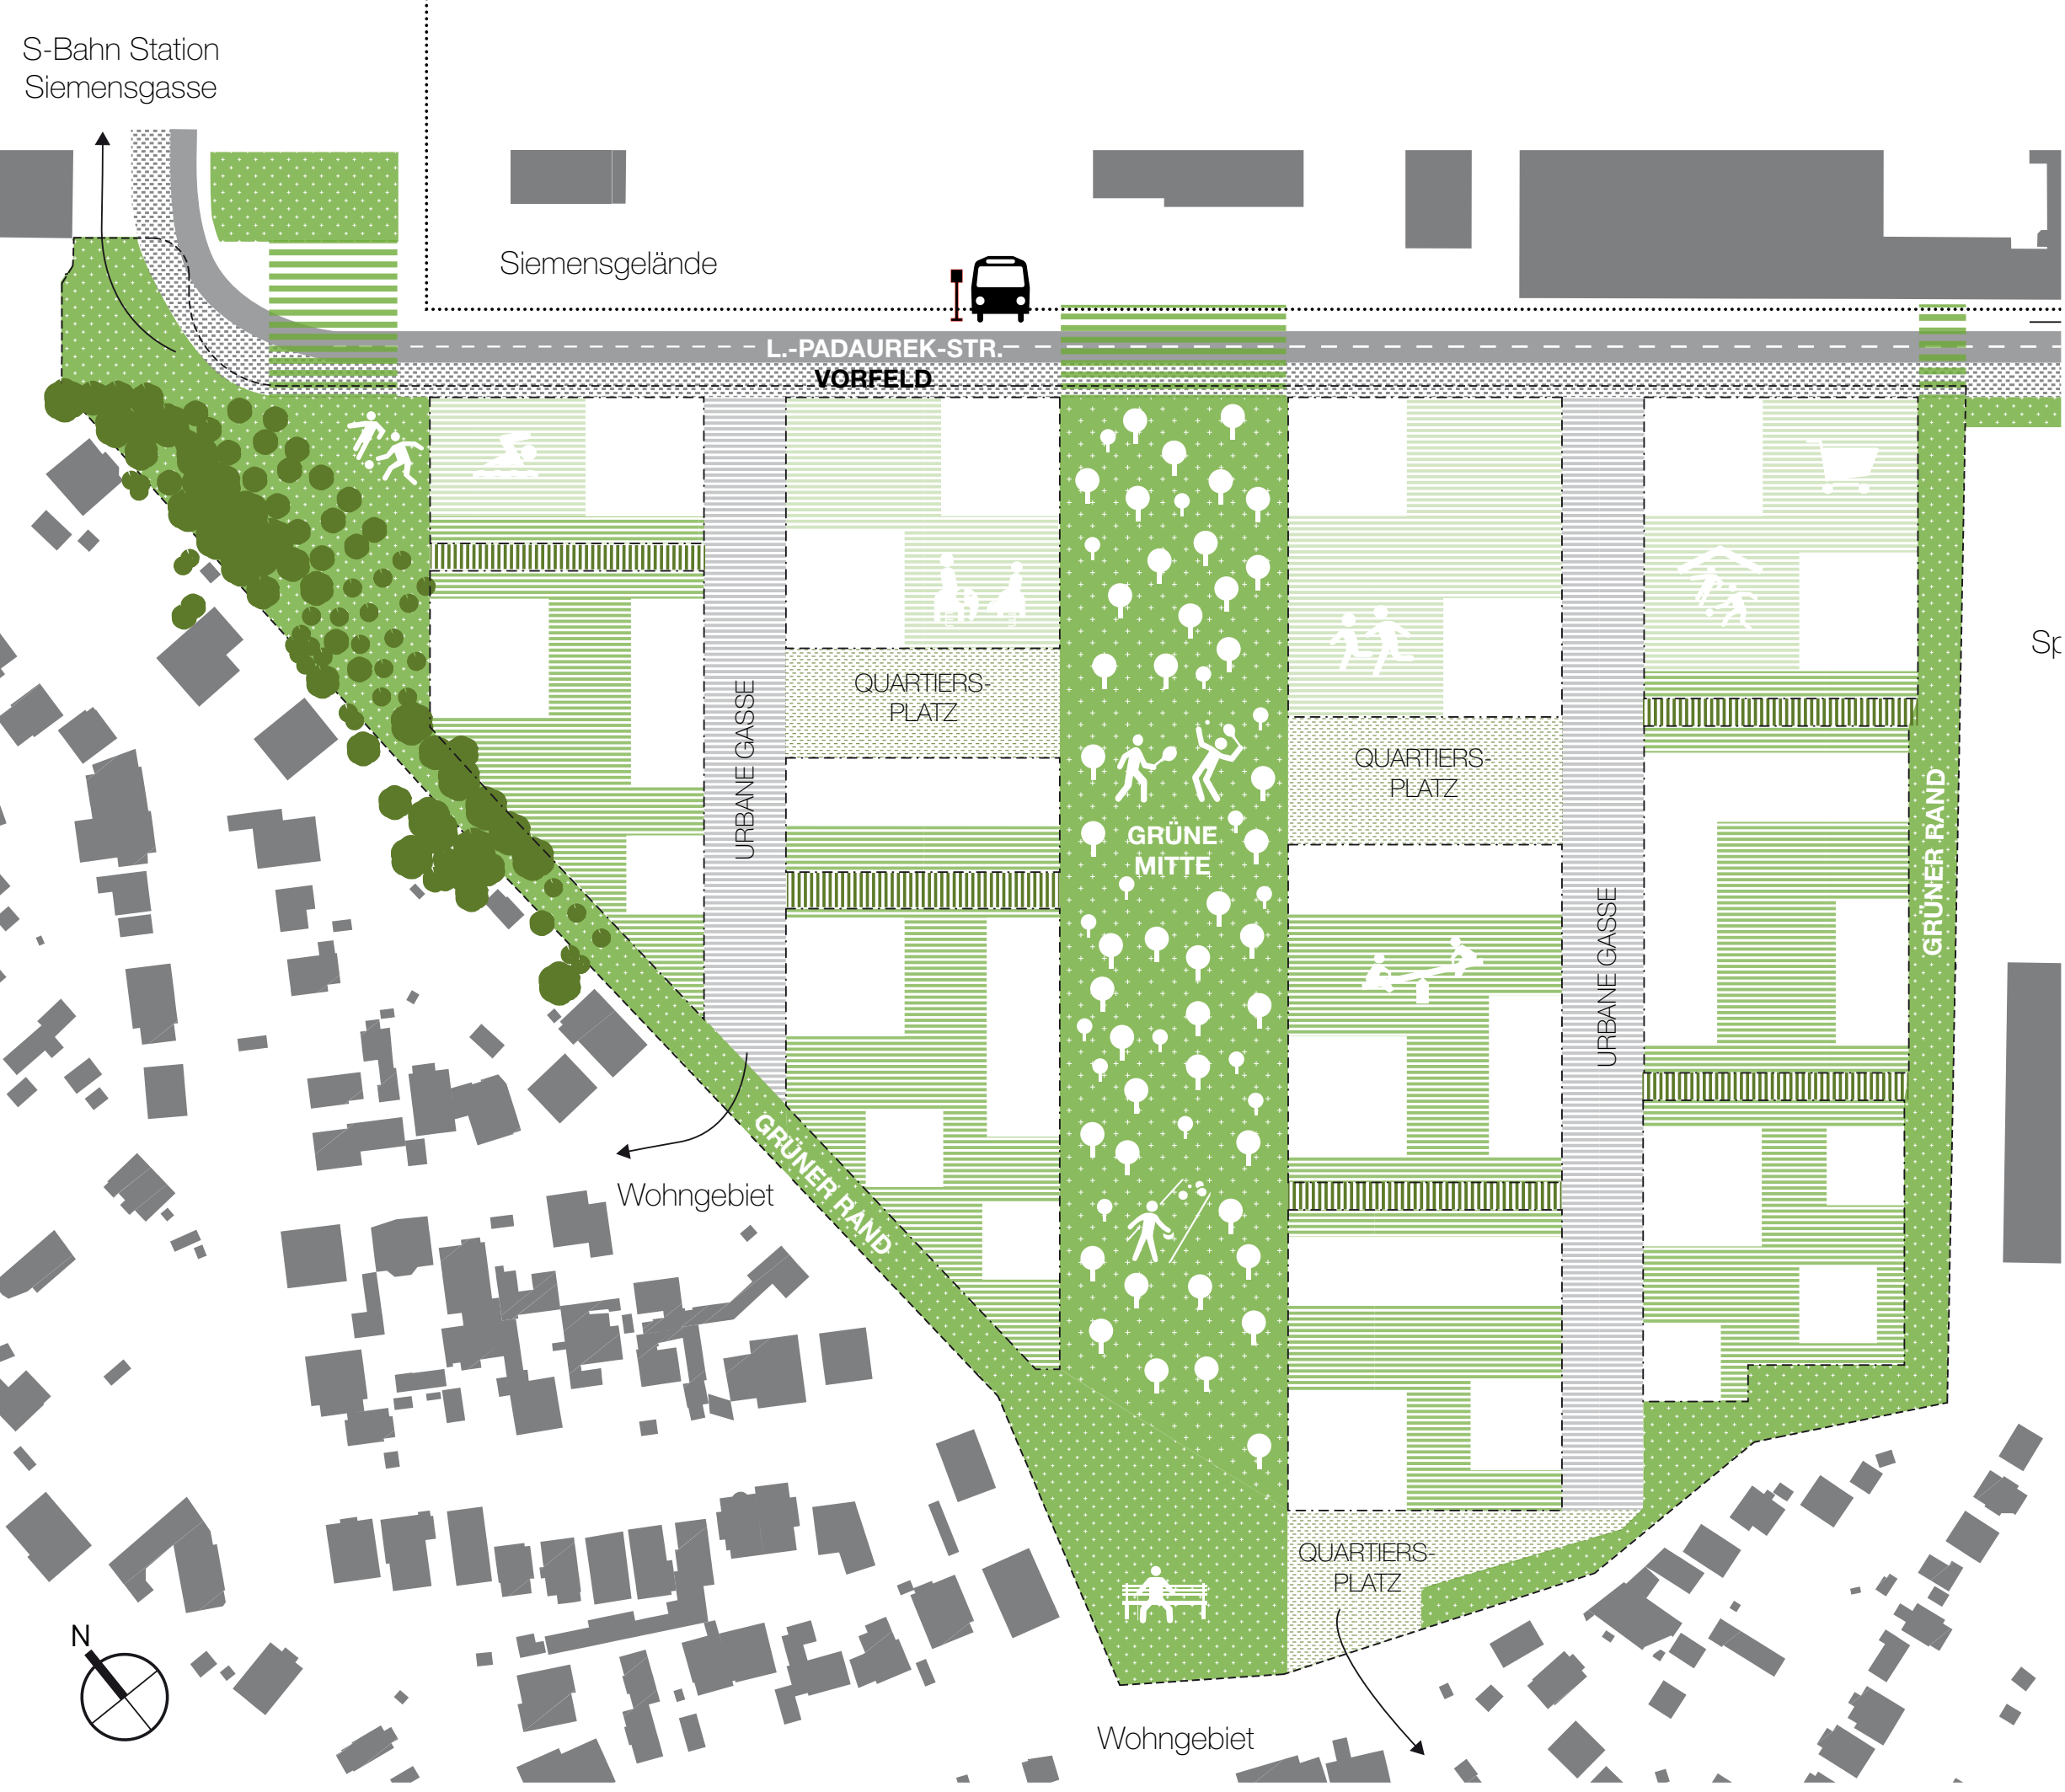 S-Bahn Station
Siemensgasse
Siemensgelände
L.-PADAUREK-STR.
VORFELD
Sp
QUARTIERS-
PLATZ
QUARTIERS-
PLATZ
URBANE GASSE
GRÜNE
MITTE
GRÜNER RAND
URBANE GASSE
GRÜNER RAND
Wohngebiet
QUARTIERS-
PLATZ
N
Wohngebiet